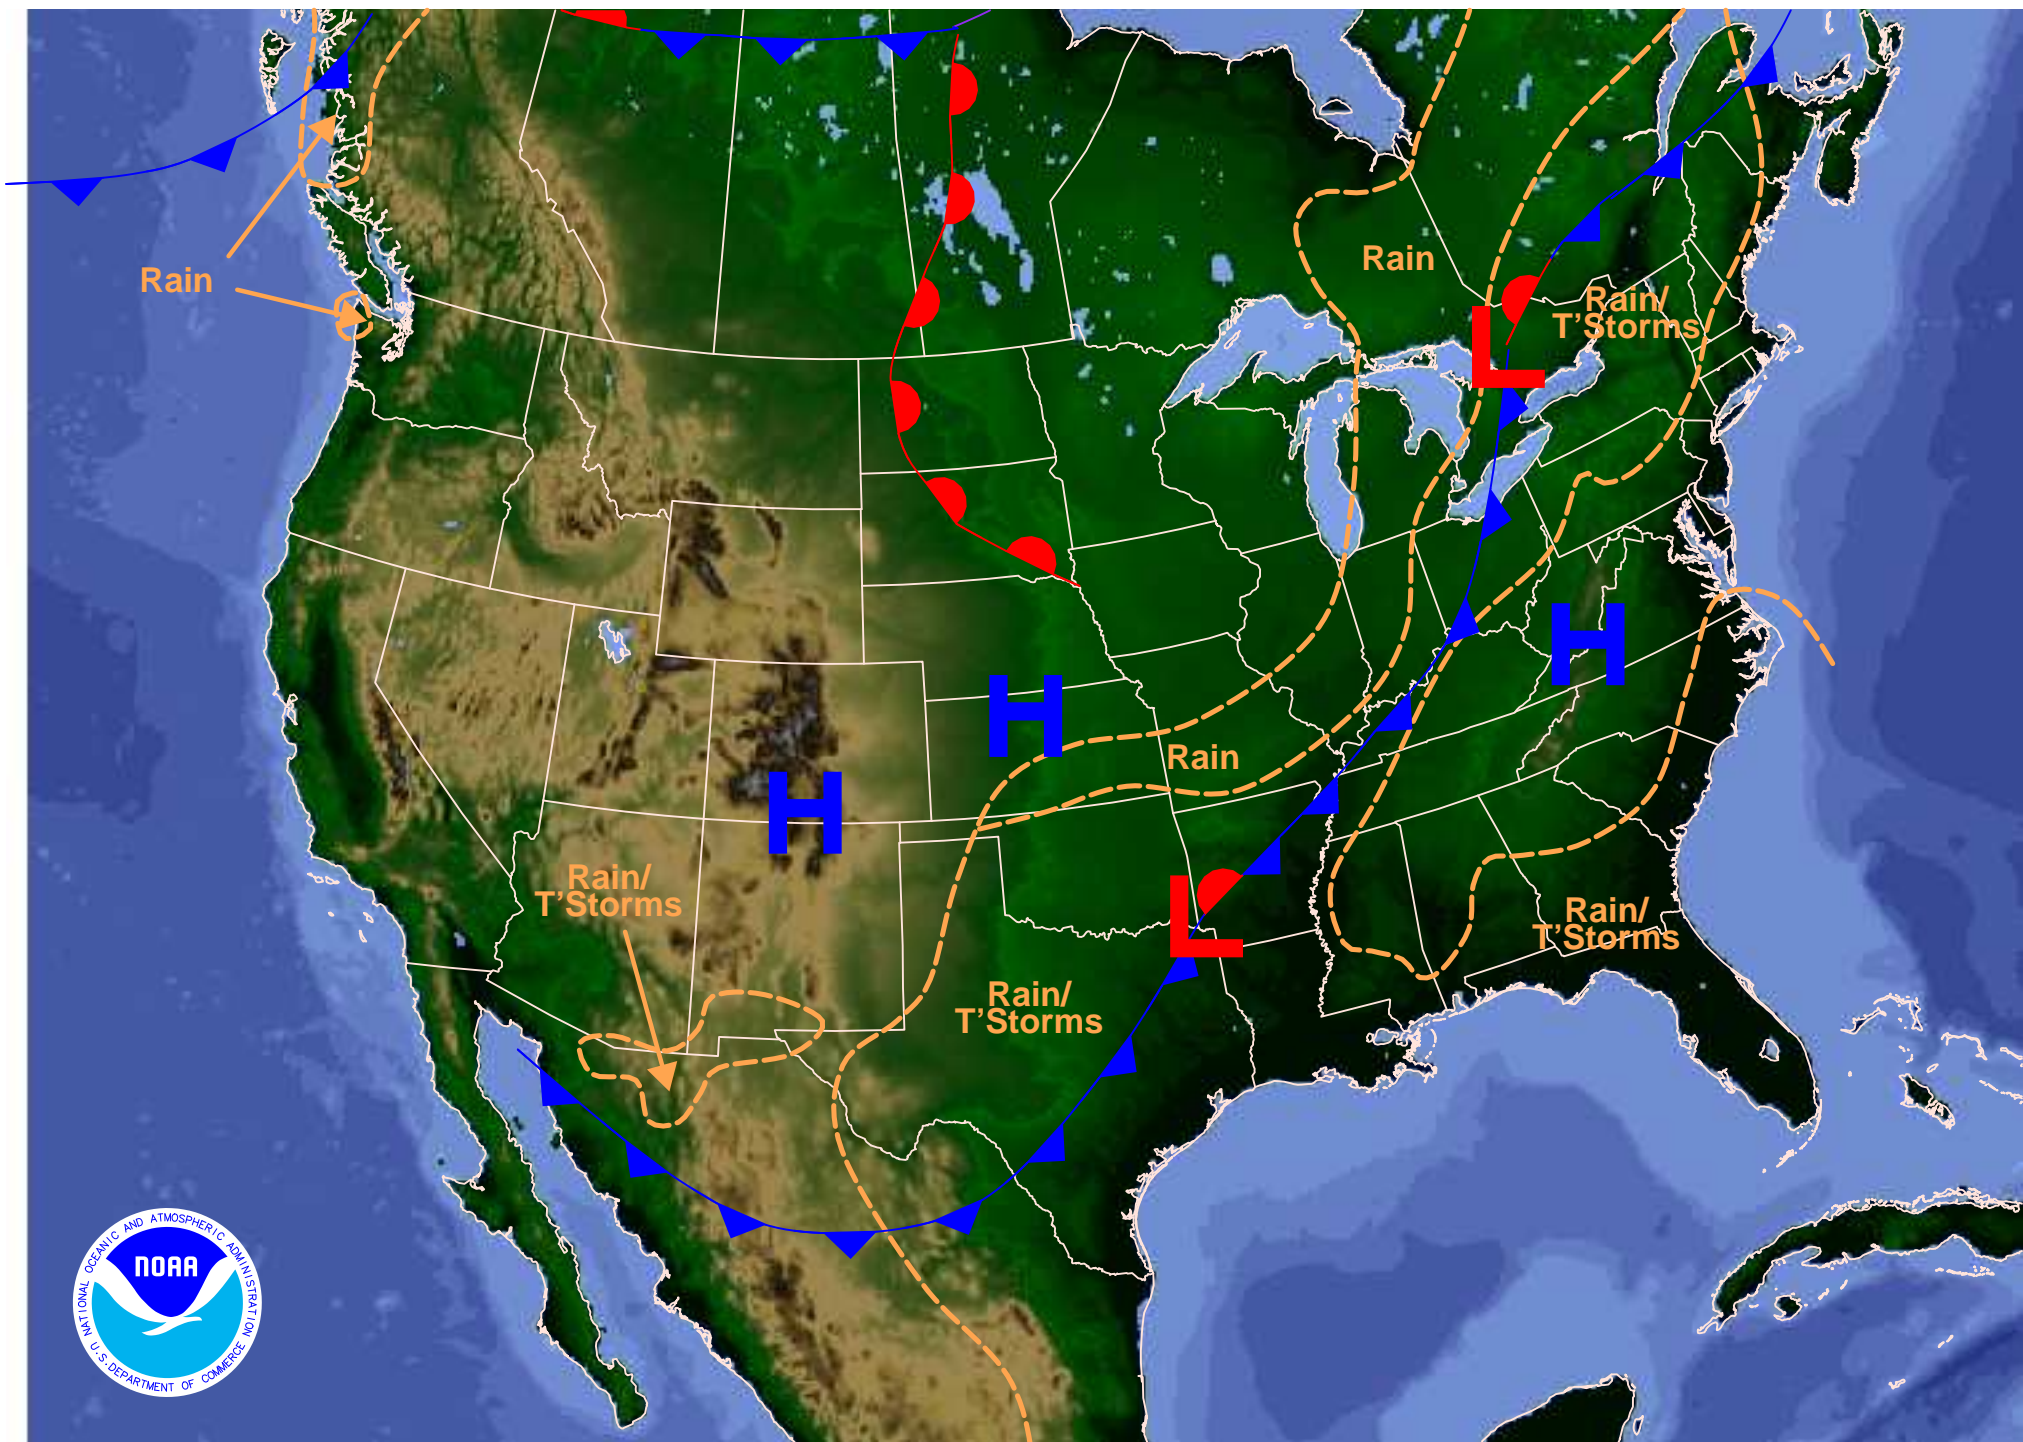 Rain
Rain
Rain/
T'Storms
Rain
Rain/
T'Storms
Rain/
T'Storms
Rain/
T'Storms
H
H
H
L
L
NOAA
NATIONAL OCEANIC AND ATMOSPHERIC ADMINISTRATION
U.S. DEPARTMENT OF COMMERCE